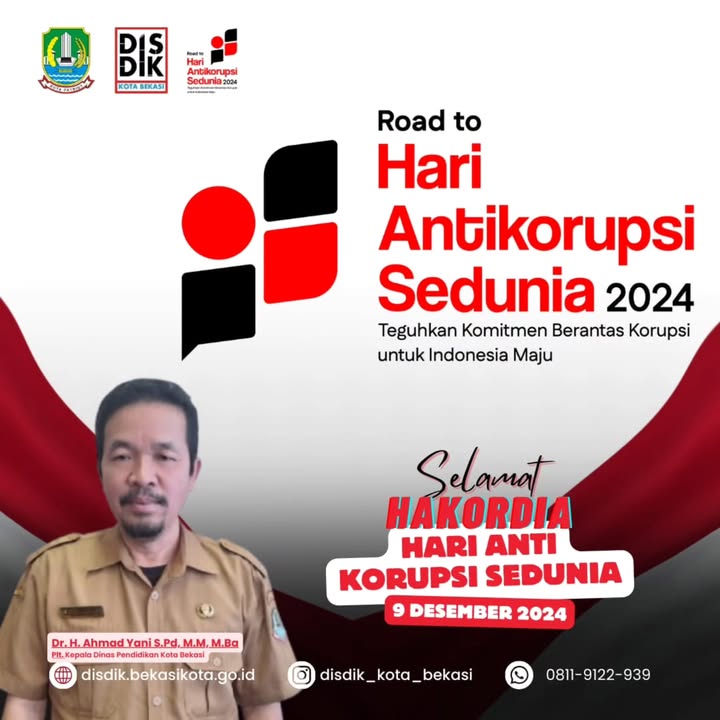 DIS
DIK
KOTA BEKASI
Road to
Hari
Antikorupsi
Sedunia 2024
Road to
Hari
Antikorupsi
Sedunia 2024
Teguhkan Komitmen Berantas Korupsi
untuk Indonesia Maju
Selamat
HAKORDIA
HARI ANTI
KORUPSI SEDUNIA
9 DESEMBER 2024
Dr. H. Ahmad Yani S.Pd, M.M, M.Ba
Plt. Kepala Dinas Pendidikan Kota Bekasi
disdik.bekasikota.go.id
disdik_kota_bekasi
0811-9122-939